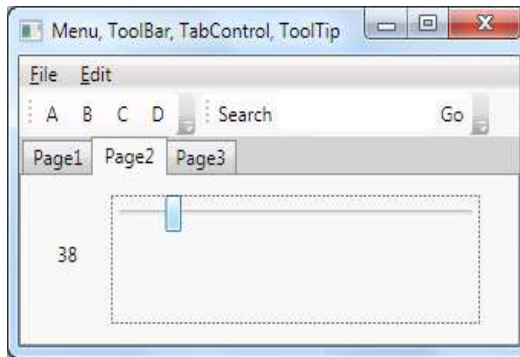 Menu, ToolBar, TabControl, ToolTip
File Edit
A B C D Search Go
Page1 Page2 Page3
38